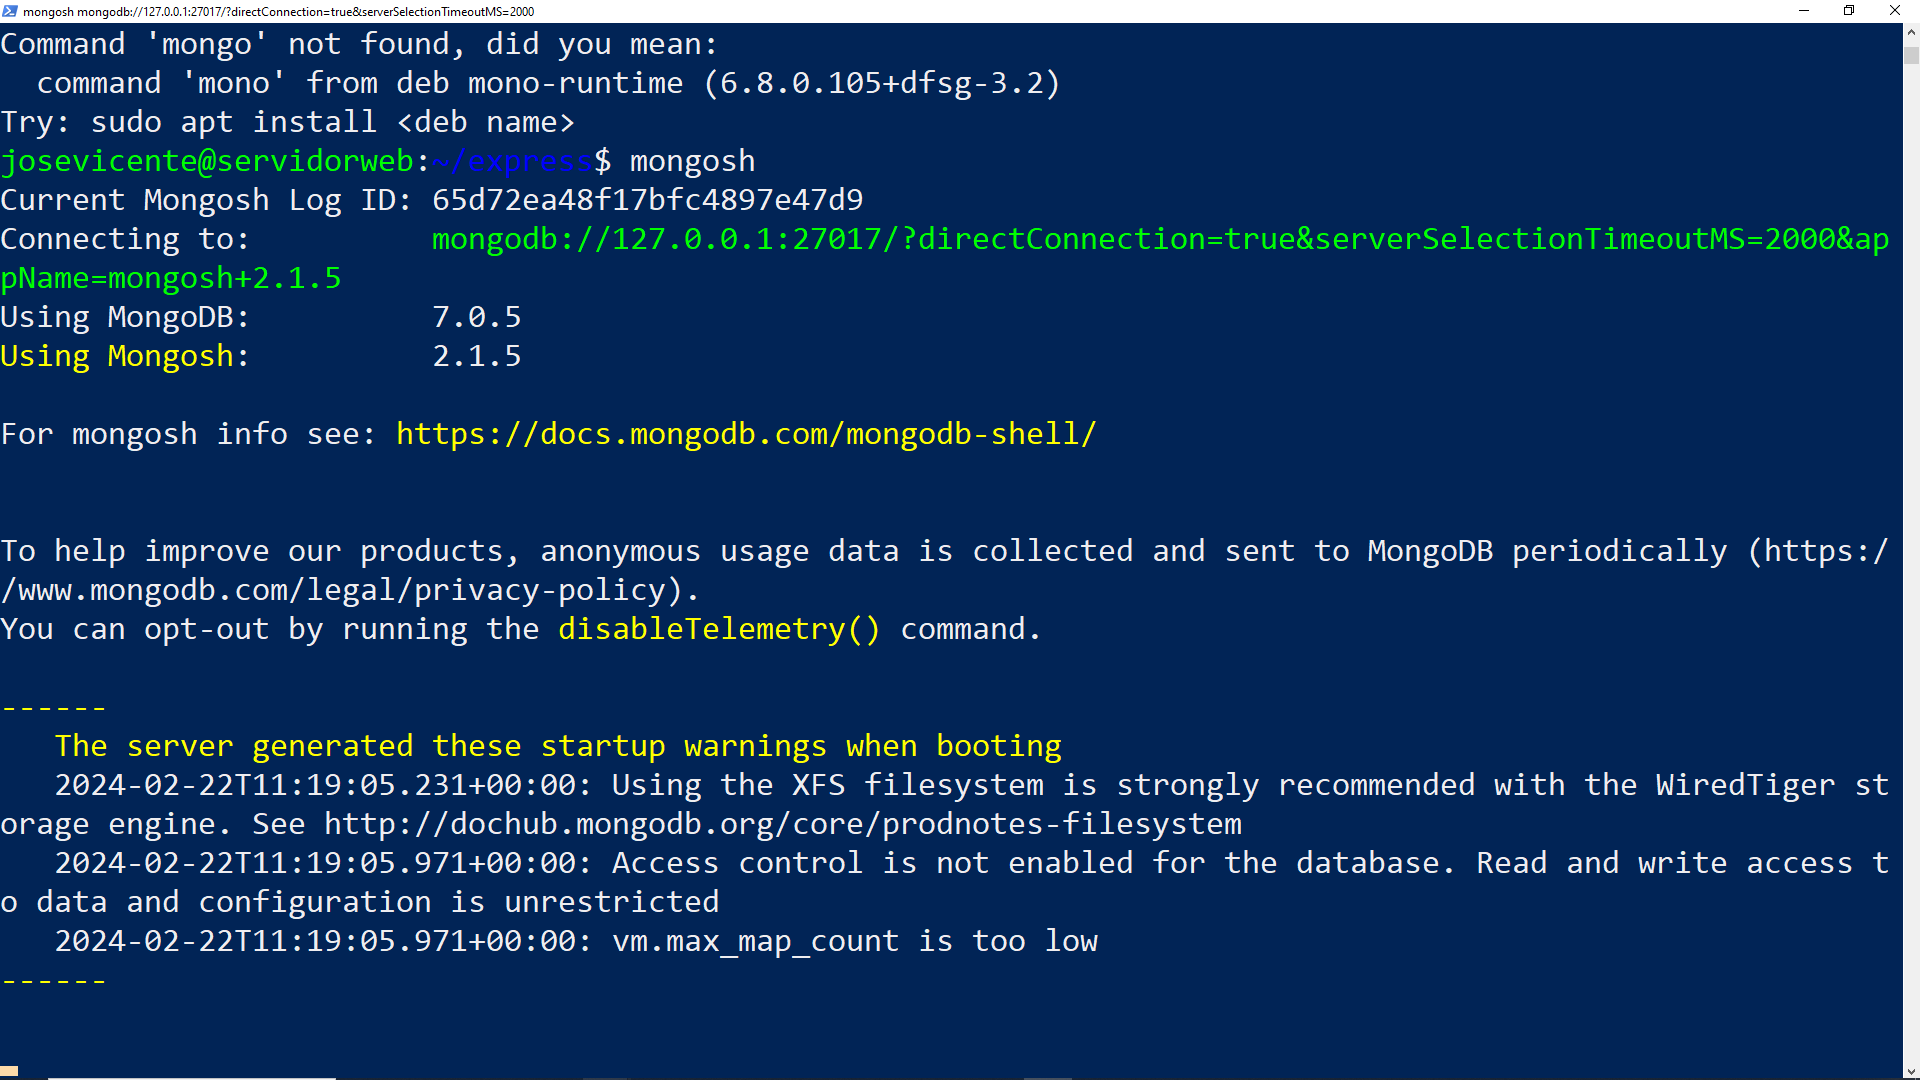 mongosh mongodb://127.0.0.1:27017/?directConnection=true&serverSelectionTimeoutMS=2000
Command 'mongo' not found, did you mean:
  command 'mono' from deb mono-runtime (6.8.0.105+dfsg-3.2)
Try: sudo apt install <deb name>
josevicente@servidorweb:~/express$ mongosh
Current Mongosh Log ID: 65d72ea48f17bfc4897e47d9
Connecting to:          mongodb://127.0.0.1:27017/?directConnection=true&serverSelectionTimeoutMS=2000&ap
pName=mongosh+2.1.5
Using MongoDB:          7.0.5
Using Mongosh:          2.1.5
For mongosh info see: https://docs.mongodb.com/mongodb-shell/
To help improve our products, anonymous usage data is collected and sent to MongoDB periodically (https:/
/www.mongodb.com/legal/privacy-policy).
You can opt-out by running the disableTelemetry() command.
------
   The server generated these startup warnings when booting
   2024-02-22T11:19:05.231+00:00: Using the XFS filesystem is strongly recommended with the WiredTiger st
orage engine. See http://dochub.mongodb.org/core/prodnotes-filesystem
   2024-02-22T11:19:05.971+00:00: Access control is not enabled for the database. Read and write access t
o data and configuration is unrestricted
   2024-02-22T11:19:05.971+00:00: vm.max_map_count is too low
------